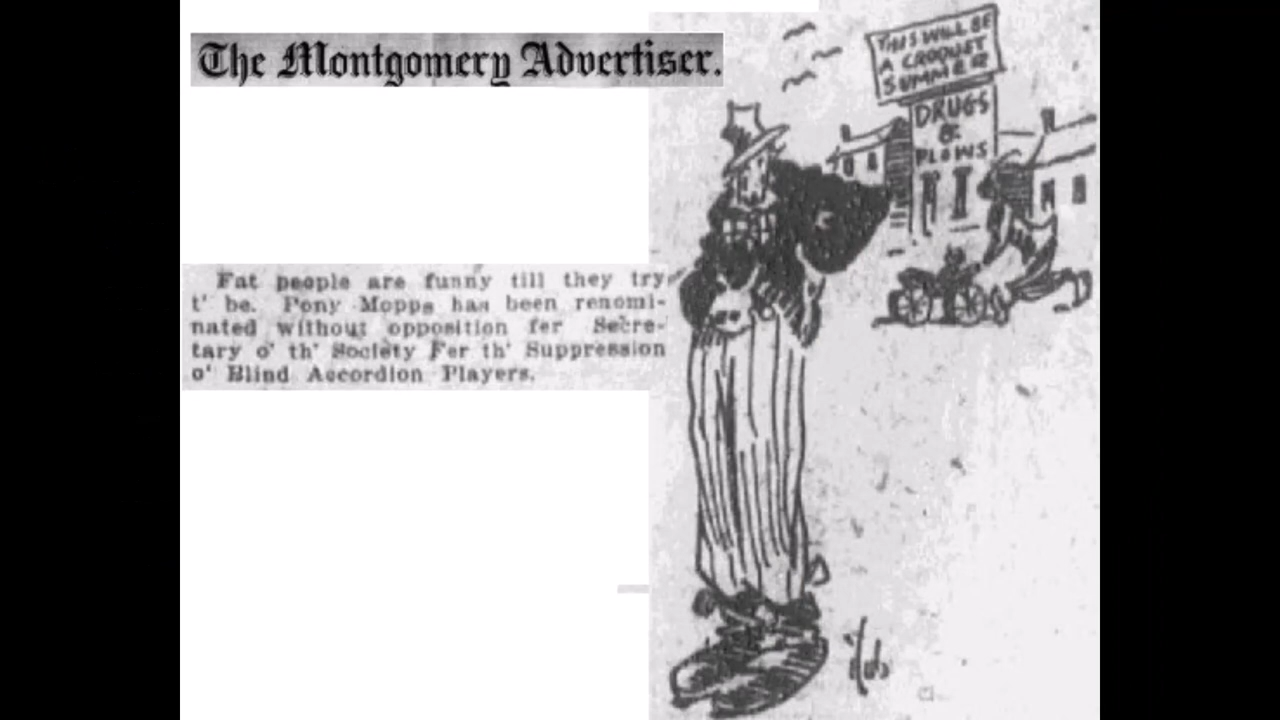 The Montgomery Advertiser.
THIS WILL BE
A CROQUET
SUMMER
DRUGS
&
PLOWS
Fat people are funny till they try
t' be. Pony Mopps has been renomi-
nated without opposition fer Secre-
tary o' th' Society Fer th' Suppression
o' Blind Accordion Players.